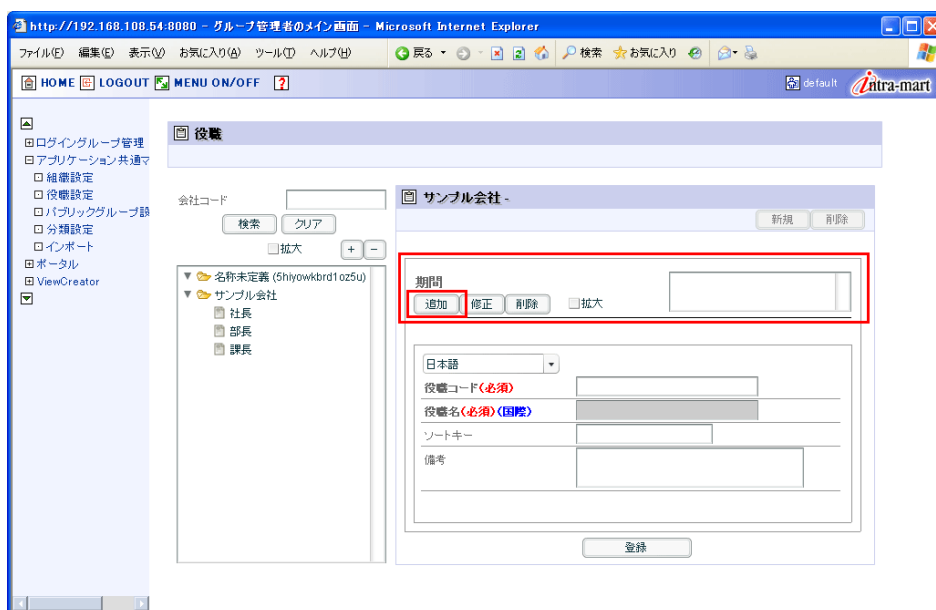 http://192.168.108.54:8080 - グループ管理者のメイン画面 - Microsoft Internet Explorer
ファイル(F) 編集(E) 表示(V) お気に入り(A) ツール(T) ヘルプ(H) 戻る 検索 お気に入り
HOME LOGOUT MENU ON/OFF ? default intra-mart
ログイングループ管理
アプリケーション共通マ
組織設定
役職設定
パブリックグループ設
分類設定
インポート
ポータル
ViewCreator
役職
会社コード
検索 クリア
拡大 + -
名称未定義 (5hiyowkbrd1oz5u)
サンプル会社
社長
部長
課長
サンプル会社 -
新規 削除
期間
追加 修正 削除 拡大
日本語
役職コード(必須)
役職名(必須)(国際)
ソートキー
備考
登録